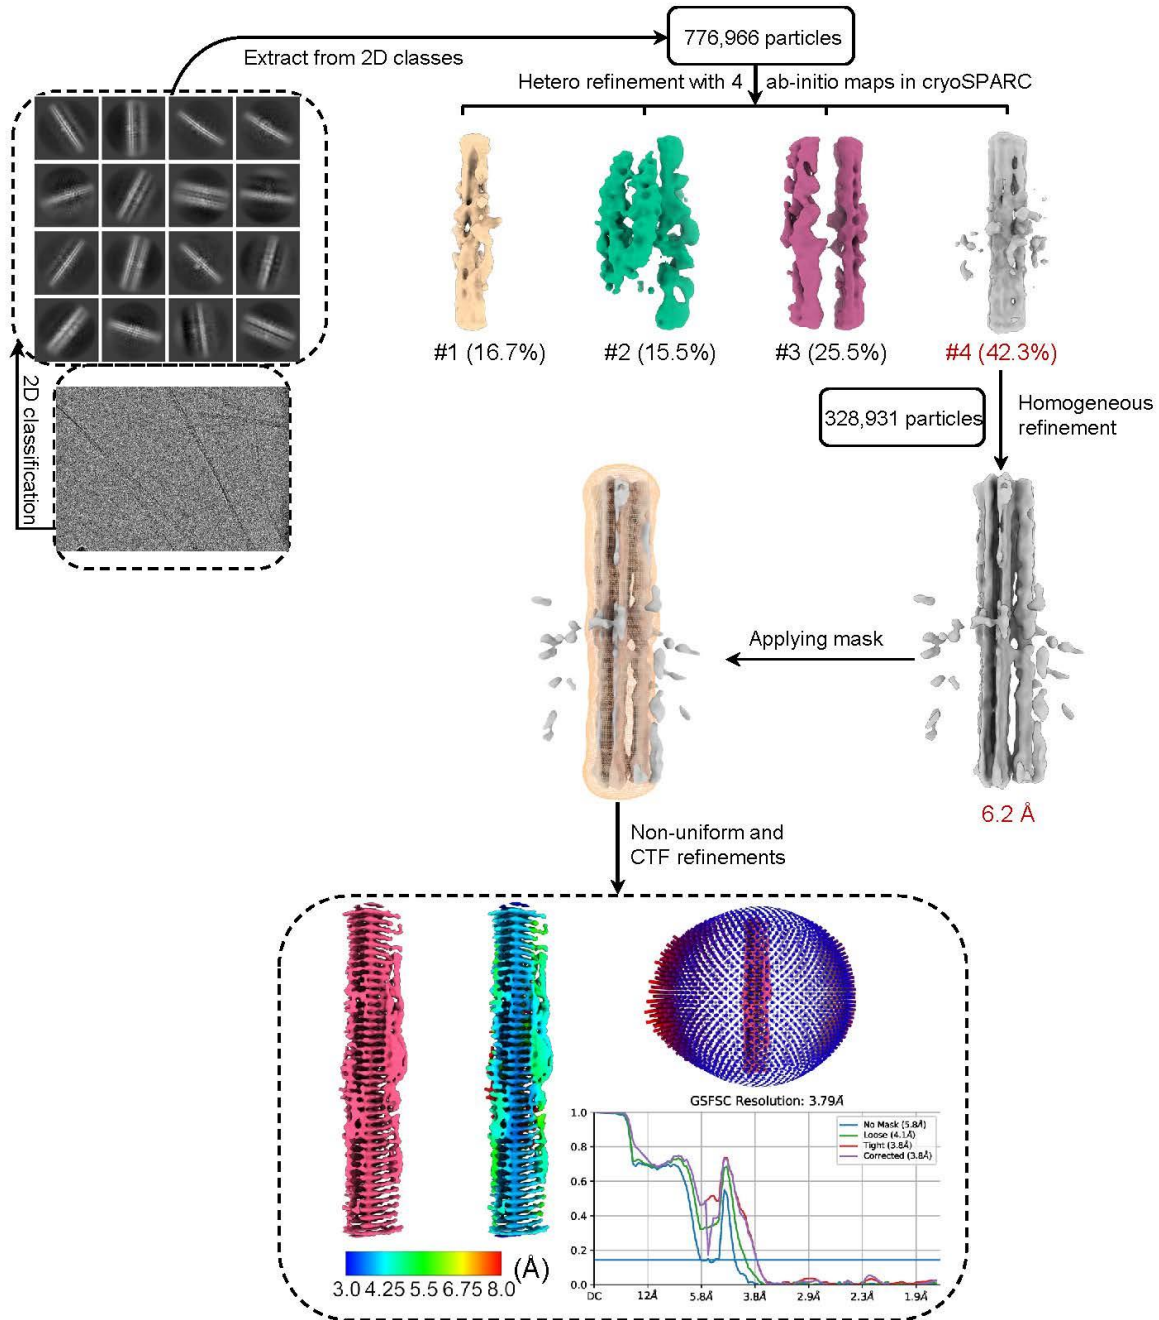 776,966 particles
Extract from 2D classes
Hetero refinement with 4 ab-initio maps in cryoSPARC
#1 (16.7%)
#2 (15.5%)
#3 (25.5%)
#4 (42.3%)
2D classification
328,931 particles
Homogeneous
refinement
Applying mask
6.2 Å
Non-uniform and
CTF refinements
GSFSC Resolution: 3.79Å
1.0
0.8
0.6
0.4
0.2
0.0
No Mask (5.8Å)
Loose (4.1Å)
Tight (3.8Å)
Corrected (3.8Å)
DC
12Å
5.8Å
3.8Å
2.9Å
2.3Å
1.9Å
(Å)
3.0 4.25 5.5 6.75 8.0